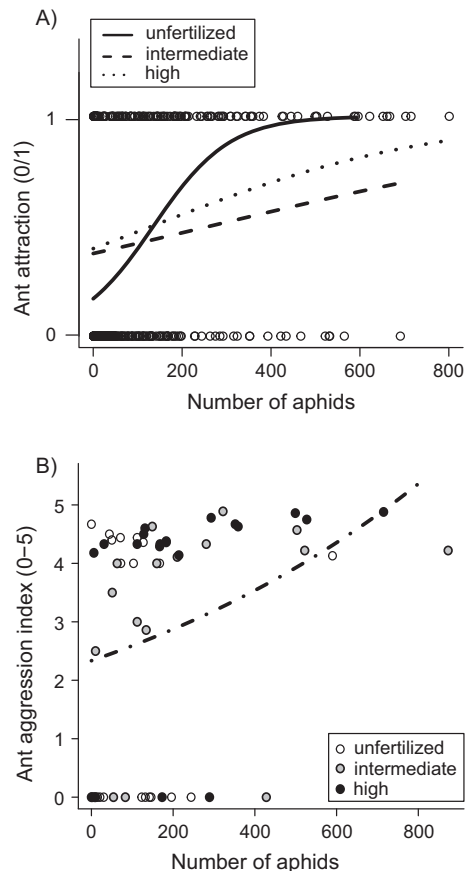 A)
unfertilized
intermediate
high
Ant attraction (0/1)
1
0
0 200 400 600 800
Number of aphids
B)
Ant aggression index (0–5)
5
4
3
2
1
0
unfertilized
intermediate
high
0 200 400 600 800
Number of aphids